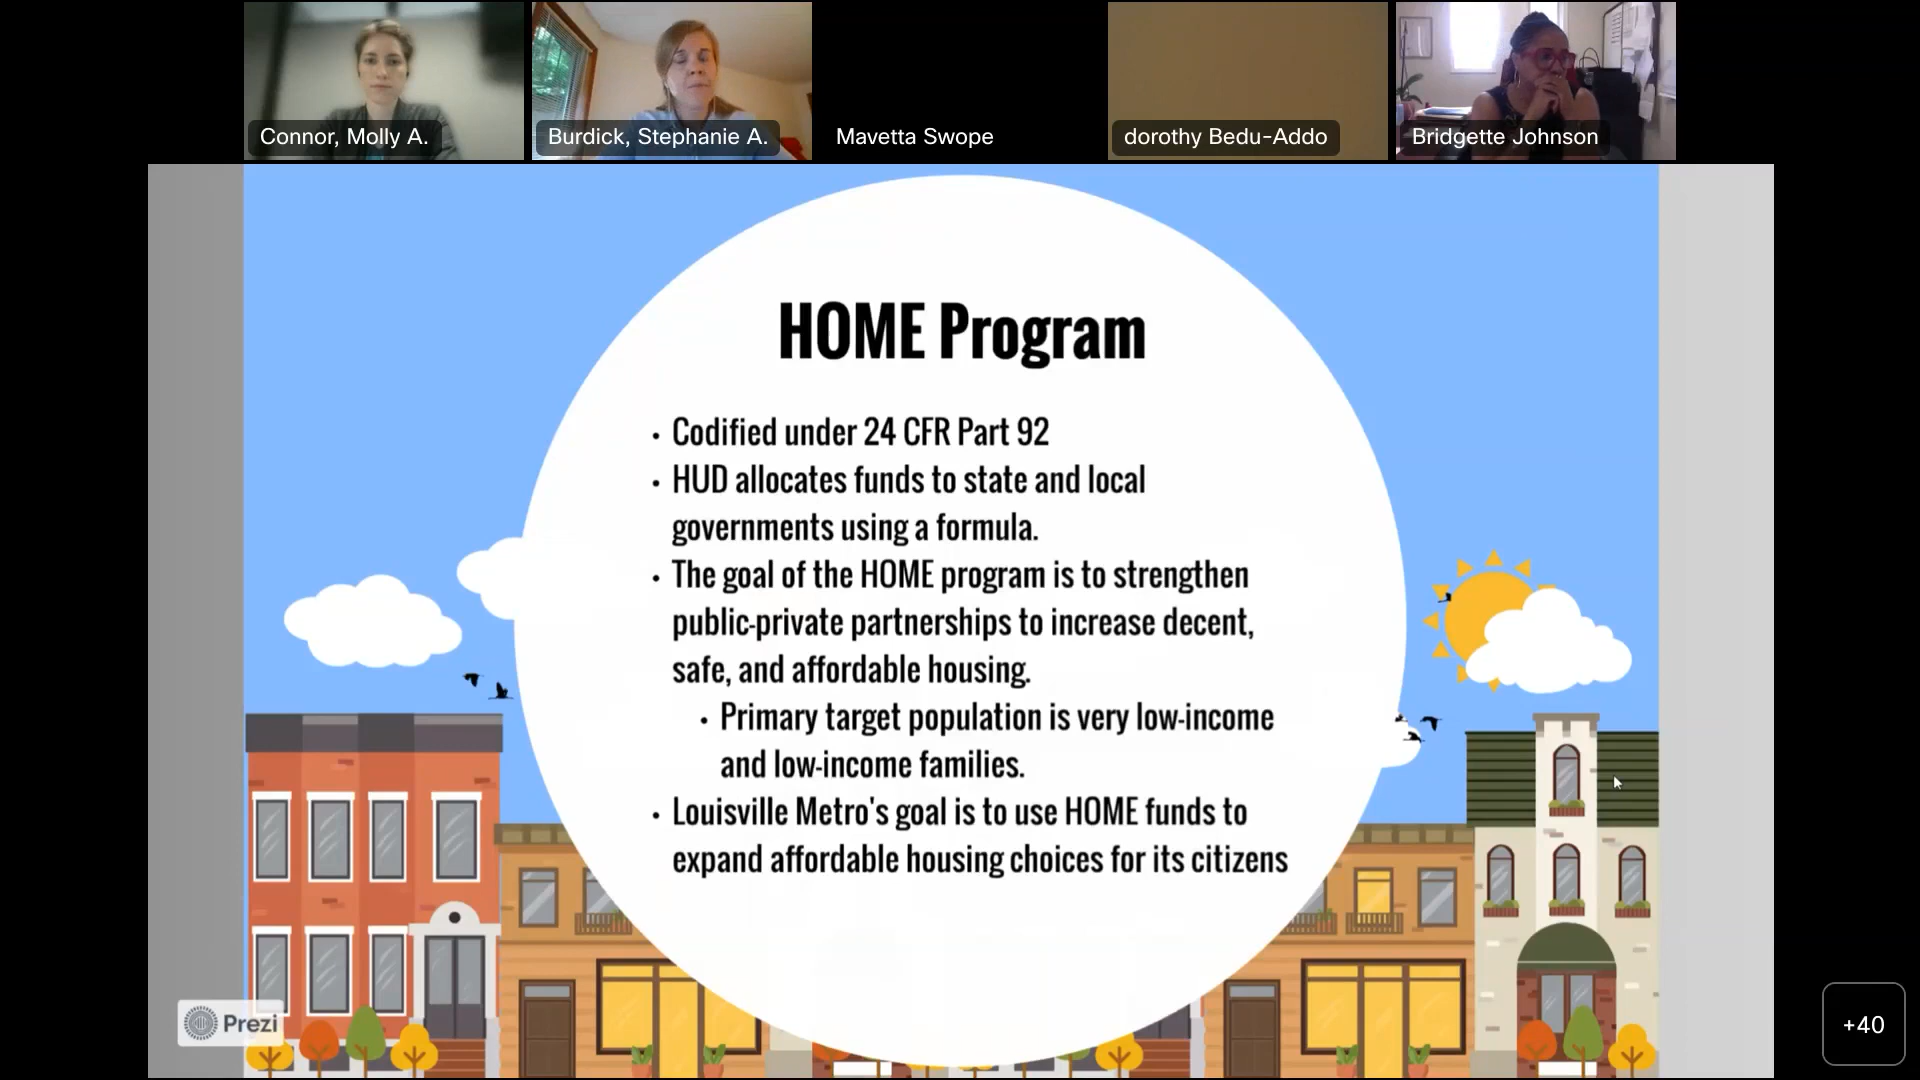 Connor, Molly A.
Burdick, Stephanie A.
Mavetta Swope
dorothy Bedu-Addo
Bridgette Johnson
HOME Program
• Codified under 24 CFR Part 92
• HUD allocates funds to state and local
governments using a formula.
• The goal of the HOME program is to strengthen
public-private partnerships to increase decent,
safe, and affordable housing.
• Primary target population is very low-income
and low-income families.
• Louisville Metro's goal is to use HOME funds to
expand affordable housing choices for its citizens
Prezi
+40